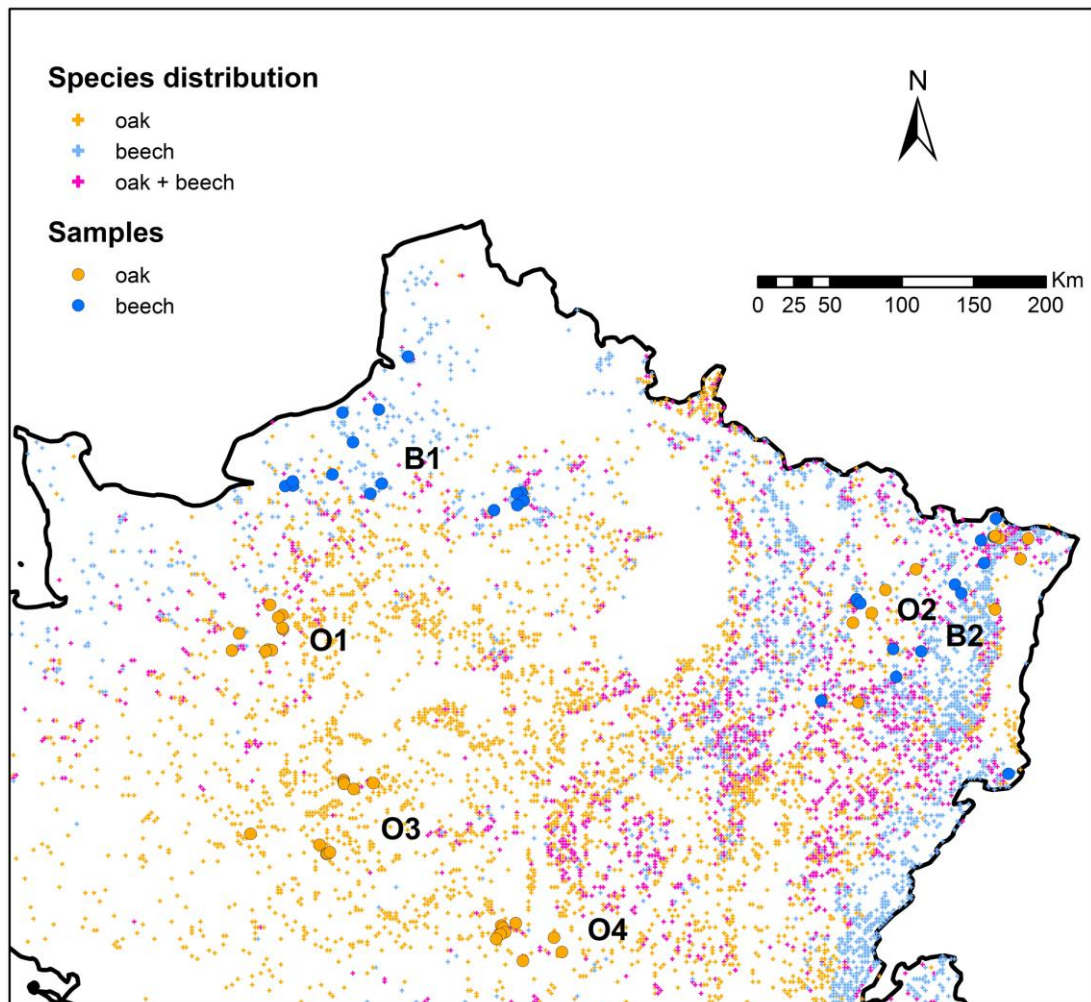 Species distribution
oak
beech
oak + beech
Samples
oak
beech
N
Km
0 25 50 100 150 200
B1
O1
O2
B2
O3
O4